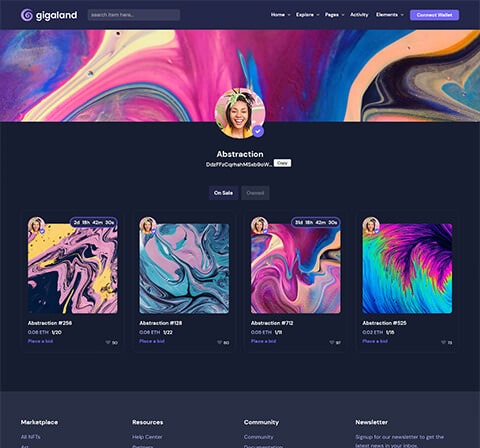 gigaland
search item here...
Home Explore Pages Activity Elements Connect Wallet
Abstraction
DdzFFzCqrhahMSxb9oW... Copy
On Sale Owned
2d 18h 42m 30s
31d 18h 42m 30s
Abstraction #256
0.08 ETH 1/20
Place a bid
50
Abstraction #128
0.06 ETH 1/22
Place a bid
80
Abstraction #712
0.05 ETH 1/11
Place a bid
97
Abstraction #525
0.02 ETH 1/15
Place a bid
73
Marketplace
Resources
Community
Newsletter
All NFTs
Help Center
Community
Signup for our newsletter to get the
latest news in your inbox.
Art
Partners
Documentation